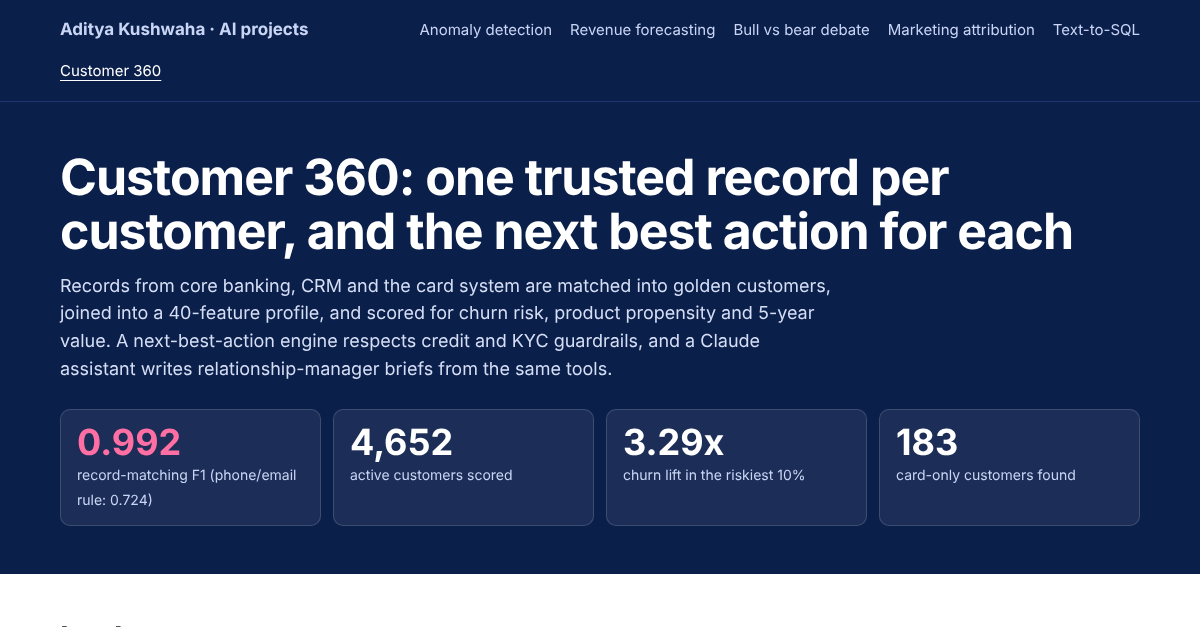 Aditya Kushwaha · AI projects
Anomaly detection
Revenue forecasting
Bull vs bear debate
Marketing attribution
Text-to-SQL
Customer 360
Customer 360: one trusted record per
customer, and the next best action for each
Records from core banking, CRM and the card system are matched into golden customers,
joined into a 40-feature profile, and scored for churn risk, product propensity and 5-year
value. A next-best-action engine respects credit and KYC guardrails, and a Claude
assistant writes relationship-manager briefs from the same tools.
0.992
record-matching F1 (phone/email
rule: 0.724)
4,652
active customers scored
3.29x
churn lift in the riskiest 10%
183
card-only customers found